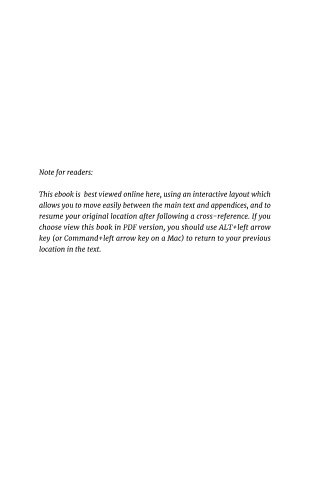 Note for readers:
This ebook is best viewed online here, using an interactive layout which
allows you to move easily between the main text and appendices, and to
resume your original location after following a cross-reference. If you
choose view this book in PDF version, you should use ALT+left arrow
key (or Command+left arrow key on a Mac) to return to your previous
location in the text.